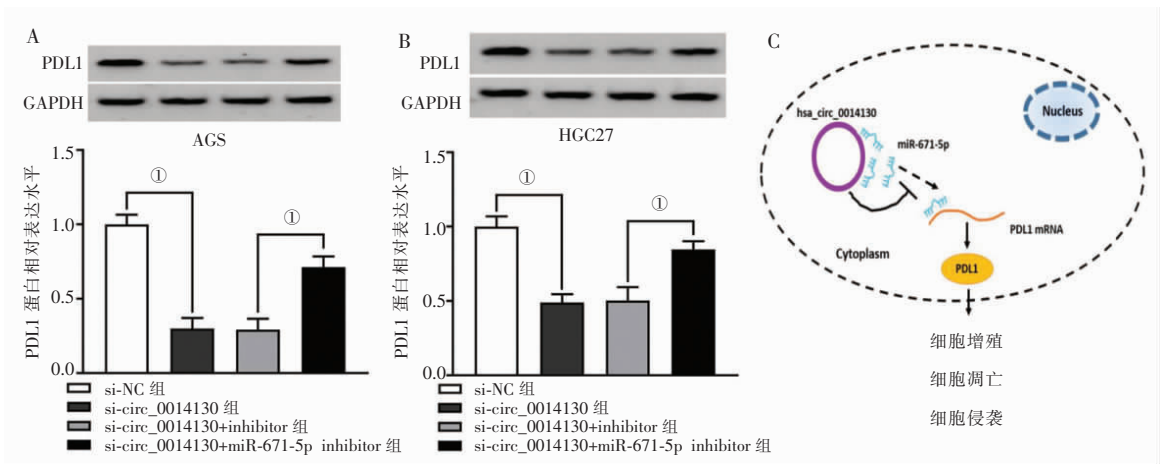 A
PDL1
GAPDH
AGS
PDL1 蛋白相对表达水平
1.5
1.0
0.5
0.0
①
①
si-NC 组
si-circ_0014130 组
si-circ_0014130+inhibitor 组
si-circ_0014130+miR-671-5p inhibitor 组
B
PDL1
GAPDH
HGC27
PDL1 蛋白相对表达水平
1.5
1.0
0.5
0.0
①
①
si-NC 组
si-circ_0014130 组
si-circ_0014130+inhibitor 组
si-circ_0014130+miR-671-5p inhibitor 组
C
Nucleus
hsa_circ_0014130
miR-671-5p
PDL1 mRNA
Cytoplasm
PDL1
细胞增殖
细胞凋亡
细胞侵袭